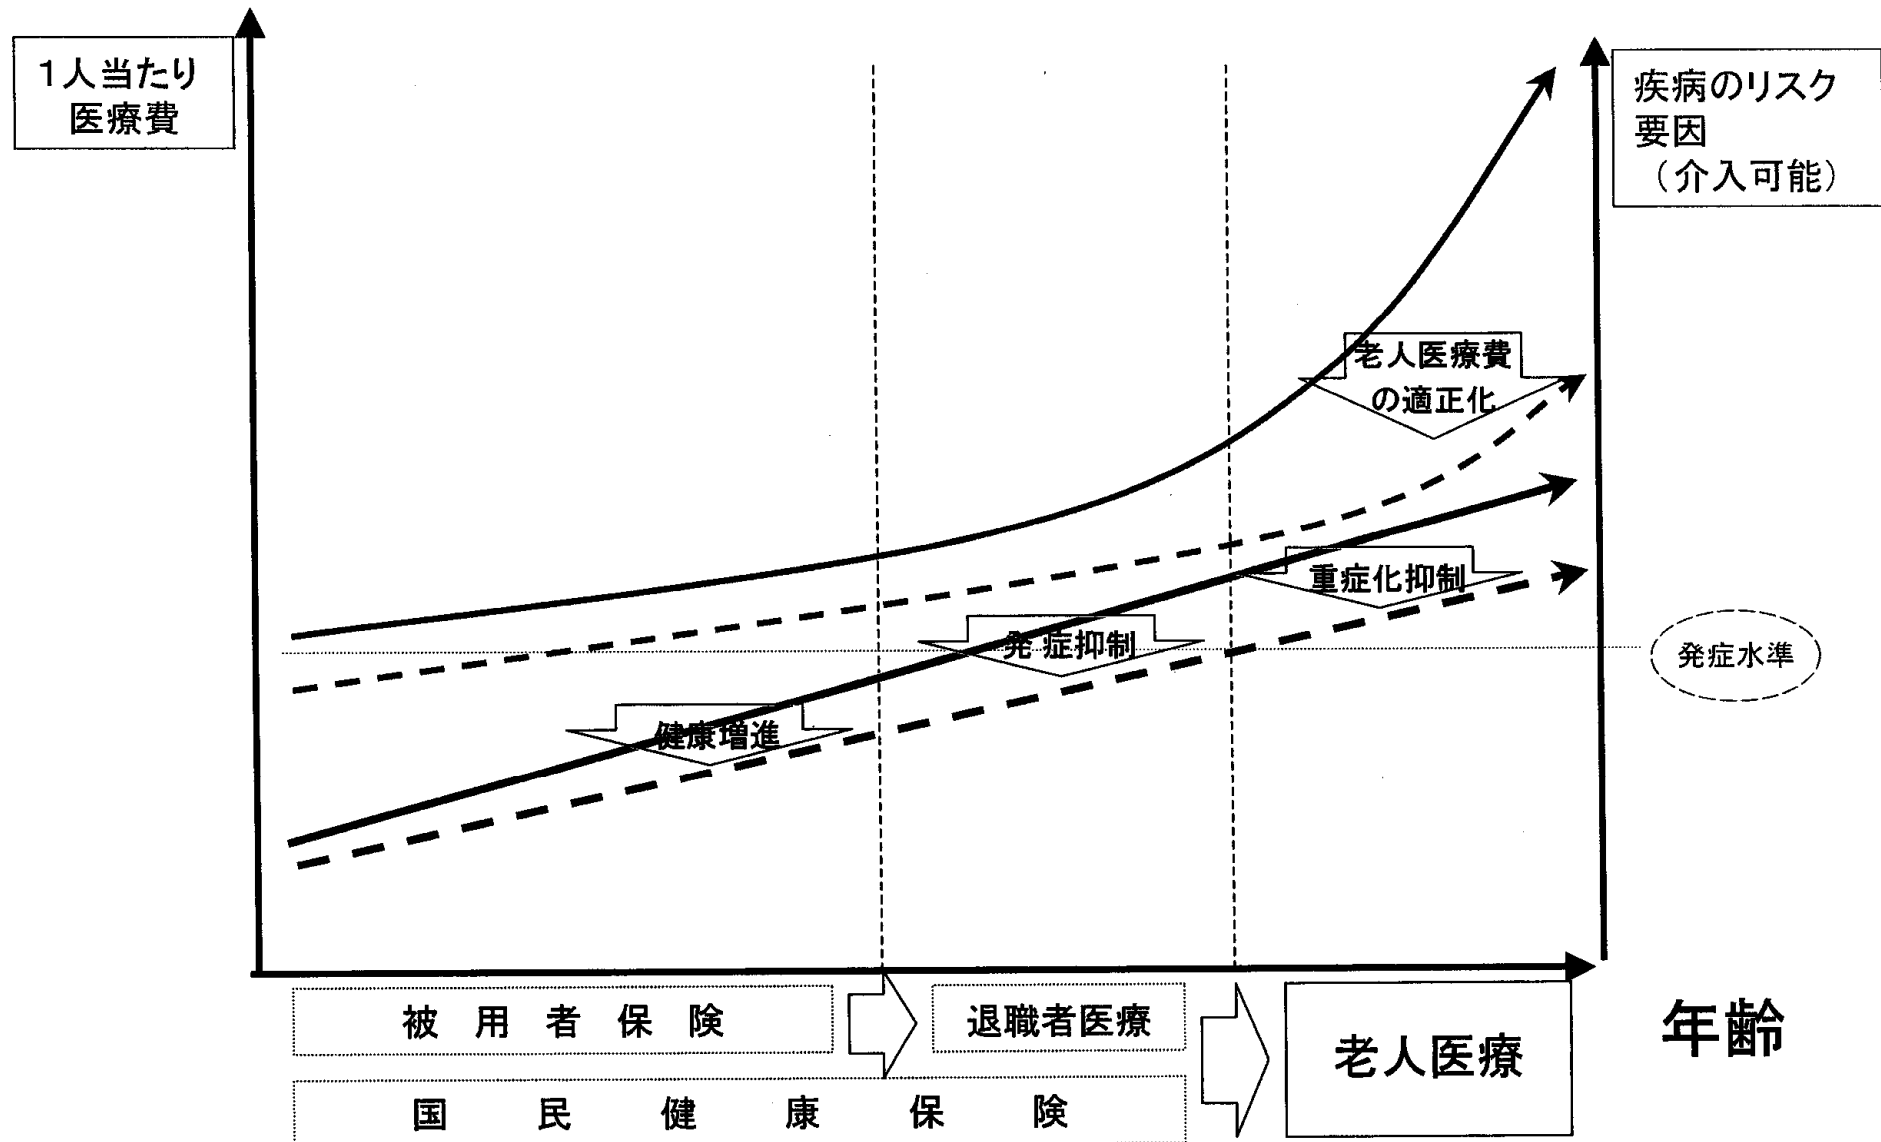 1人当たり
医療費
疾病のリスク
要因
（介入可能）
老人医療費
の適正化
重症化抑制
発症抑制
発症水準
健康増進
被用者保険
退職者医療
老人医療
年齢
国民健康保険